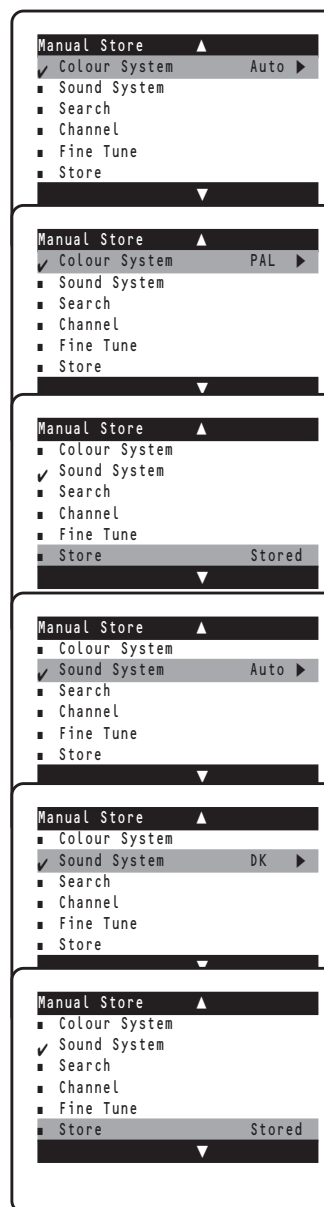 Manual Store ▲
✓ Colour System Auto ▶
▪ Sound System
▪ Search
▪ Channel
▪ Fine Tune
▪ Store
▼
Manual Store ▲
✓ Colour System PAL ▶
▪ Sound System
▪ Search
▪ Channel
▪ Fine Tune
▪ Store
▼
Manual Store ▲
▪ Colour System
✓ Sound System
▪ Search
▪ Channel
▪ Fine Tune
▪ Store Stored
▼
Manual Store ▲
▪ Colour System
✓ Sound System Auto ▶
▪ Search
▪ Channel
▪ Fine Tune
▪ Store
▼
Manual Store ▲
▪ Colour System
✓ Sound System DK ▶
▪ Search
▪ Channel
▪ Fine Tune
▪ Store
▼
Manual Store ▲
▪ Colour System
✓ Sound System
▪ Search
▪ Channel
▪ Fine Tune
▪ Store Stored
▼